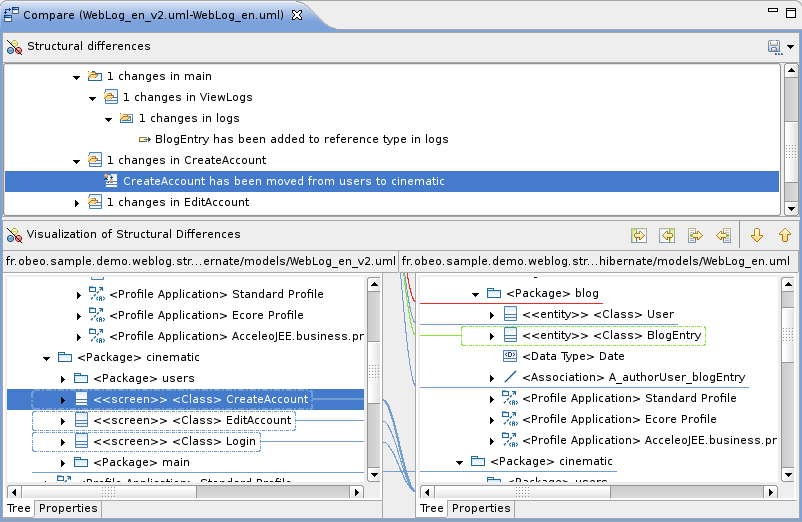 Compare (WebLog_en_v2.uml-WebLog_en.uml)
Structural differences
1 changes in main
1 changes in ViewLogs
1 changes in logs
BlogEntry has been added to reference type in logs
1 changes in CreateAccount
CreateAccount has been moved from users to cinematic
1 changes in EditAccount
Visualization of Structural Differences
fr.obeo.sample.demo.weblog.str...ernate/models/WebLog_en_v2.uml
<Profile Application> Standard Profile
<Profile Application> Ecore Profile
<Profile Application> AcceleoJEE.business.pr
<Package> cinematic
<Package> users
<<screen>> <Class> CreateAccount
<<screen>> <Class> EditAccount
<<screen>> <Class> Login
<Package> main
<Profile Application> Standard Profile
Tree Properties
fr.obeo.sample.demo.weblog.str...hibernate/models/WebLog_en.uml
<Package> blog
<<entity>> <Class> User
<<entity>> <Class> BlogEntry
<Data Type> Date
<Association> A_authorUser_blogEntry
<Profile Application> Standard Profile
<Profile Application> Ecore Profile
<Profile Application> AcceleoJEE.business.pr
<Package> cinematic
<Package> users
Tree Properties